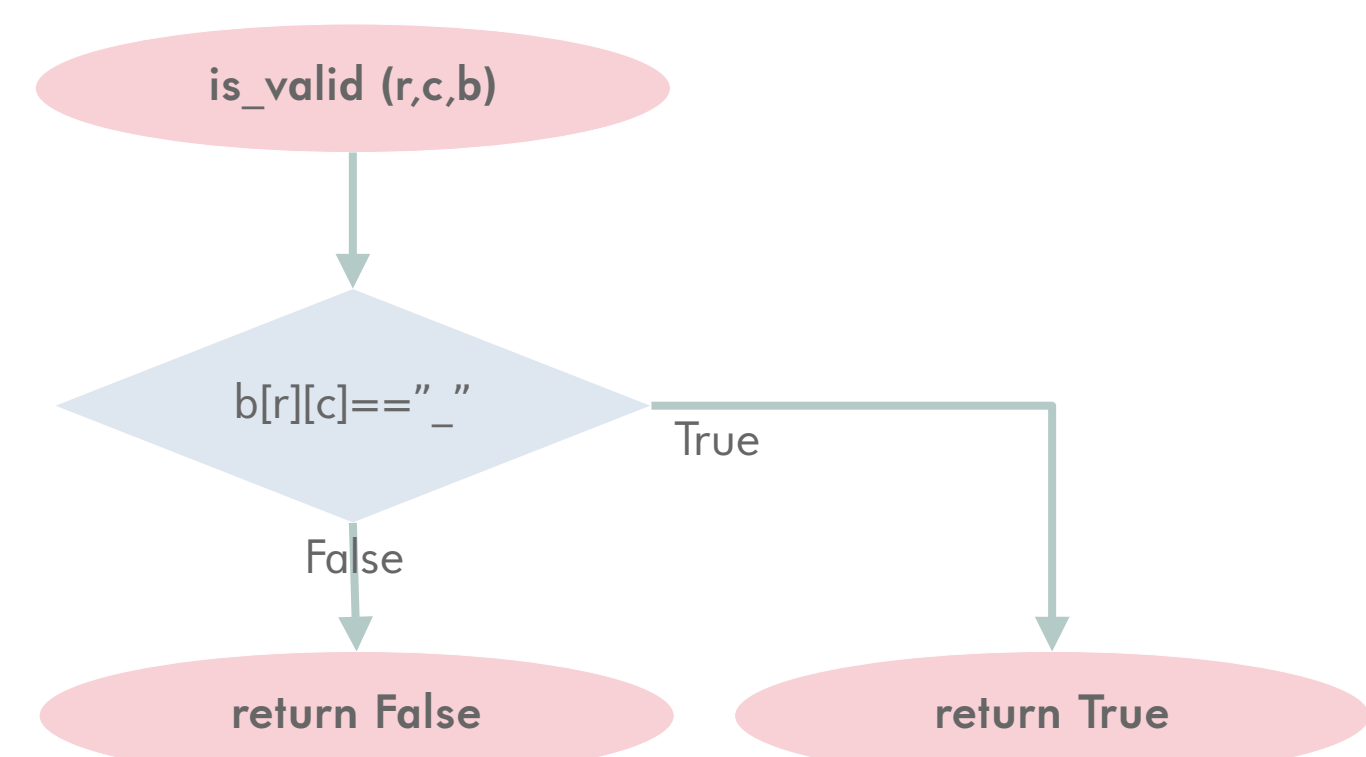 is_valid (r,c,b)
b[r][c]==”_”
True
False
return False
return True